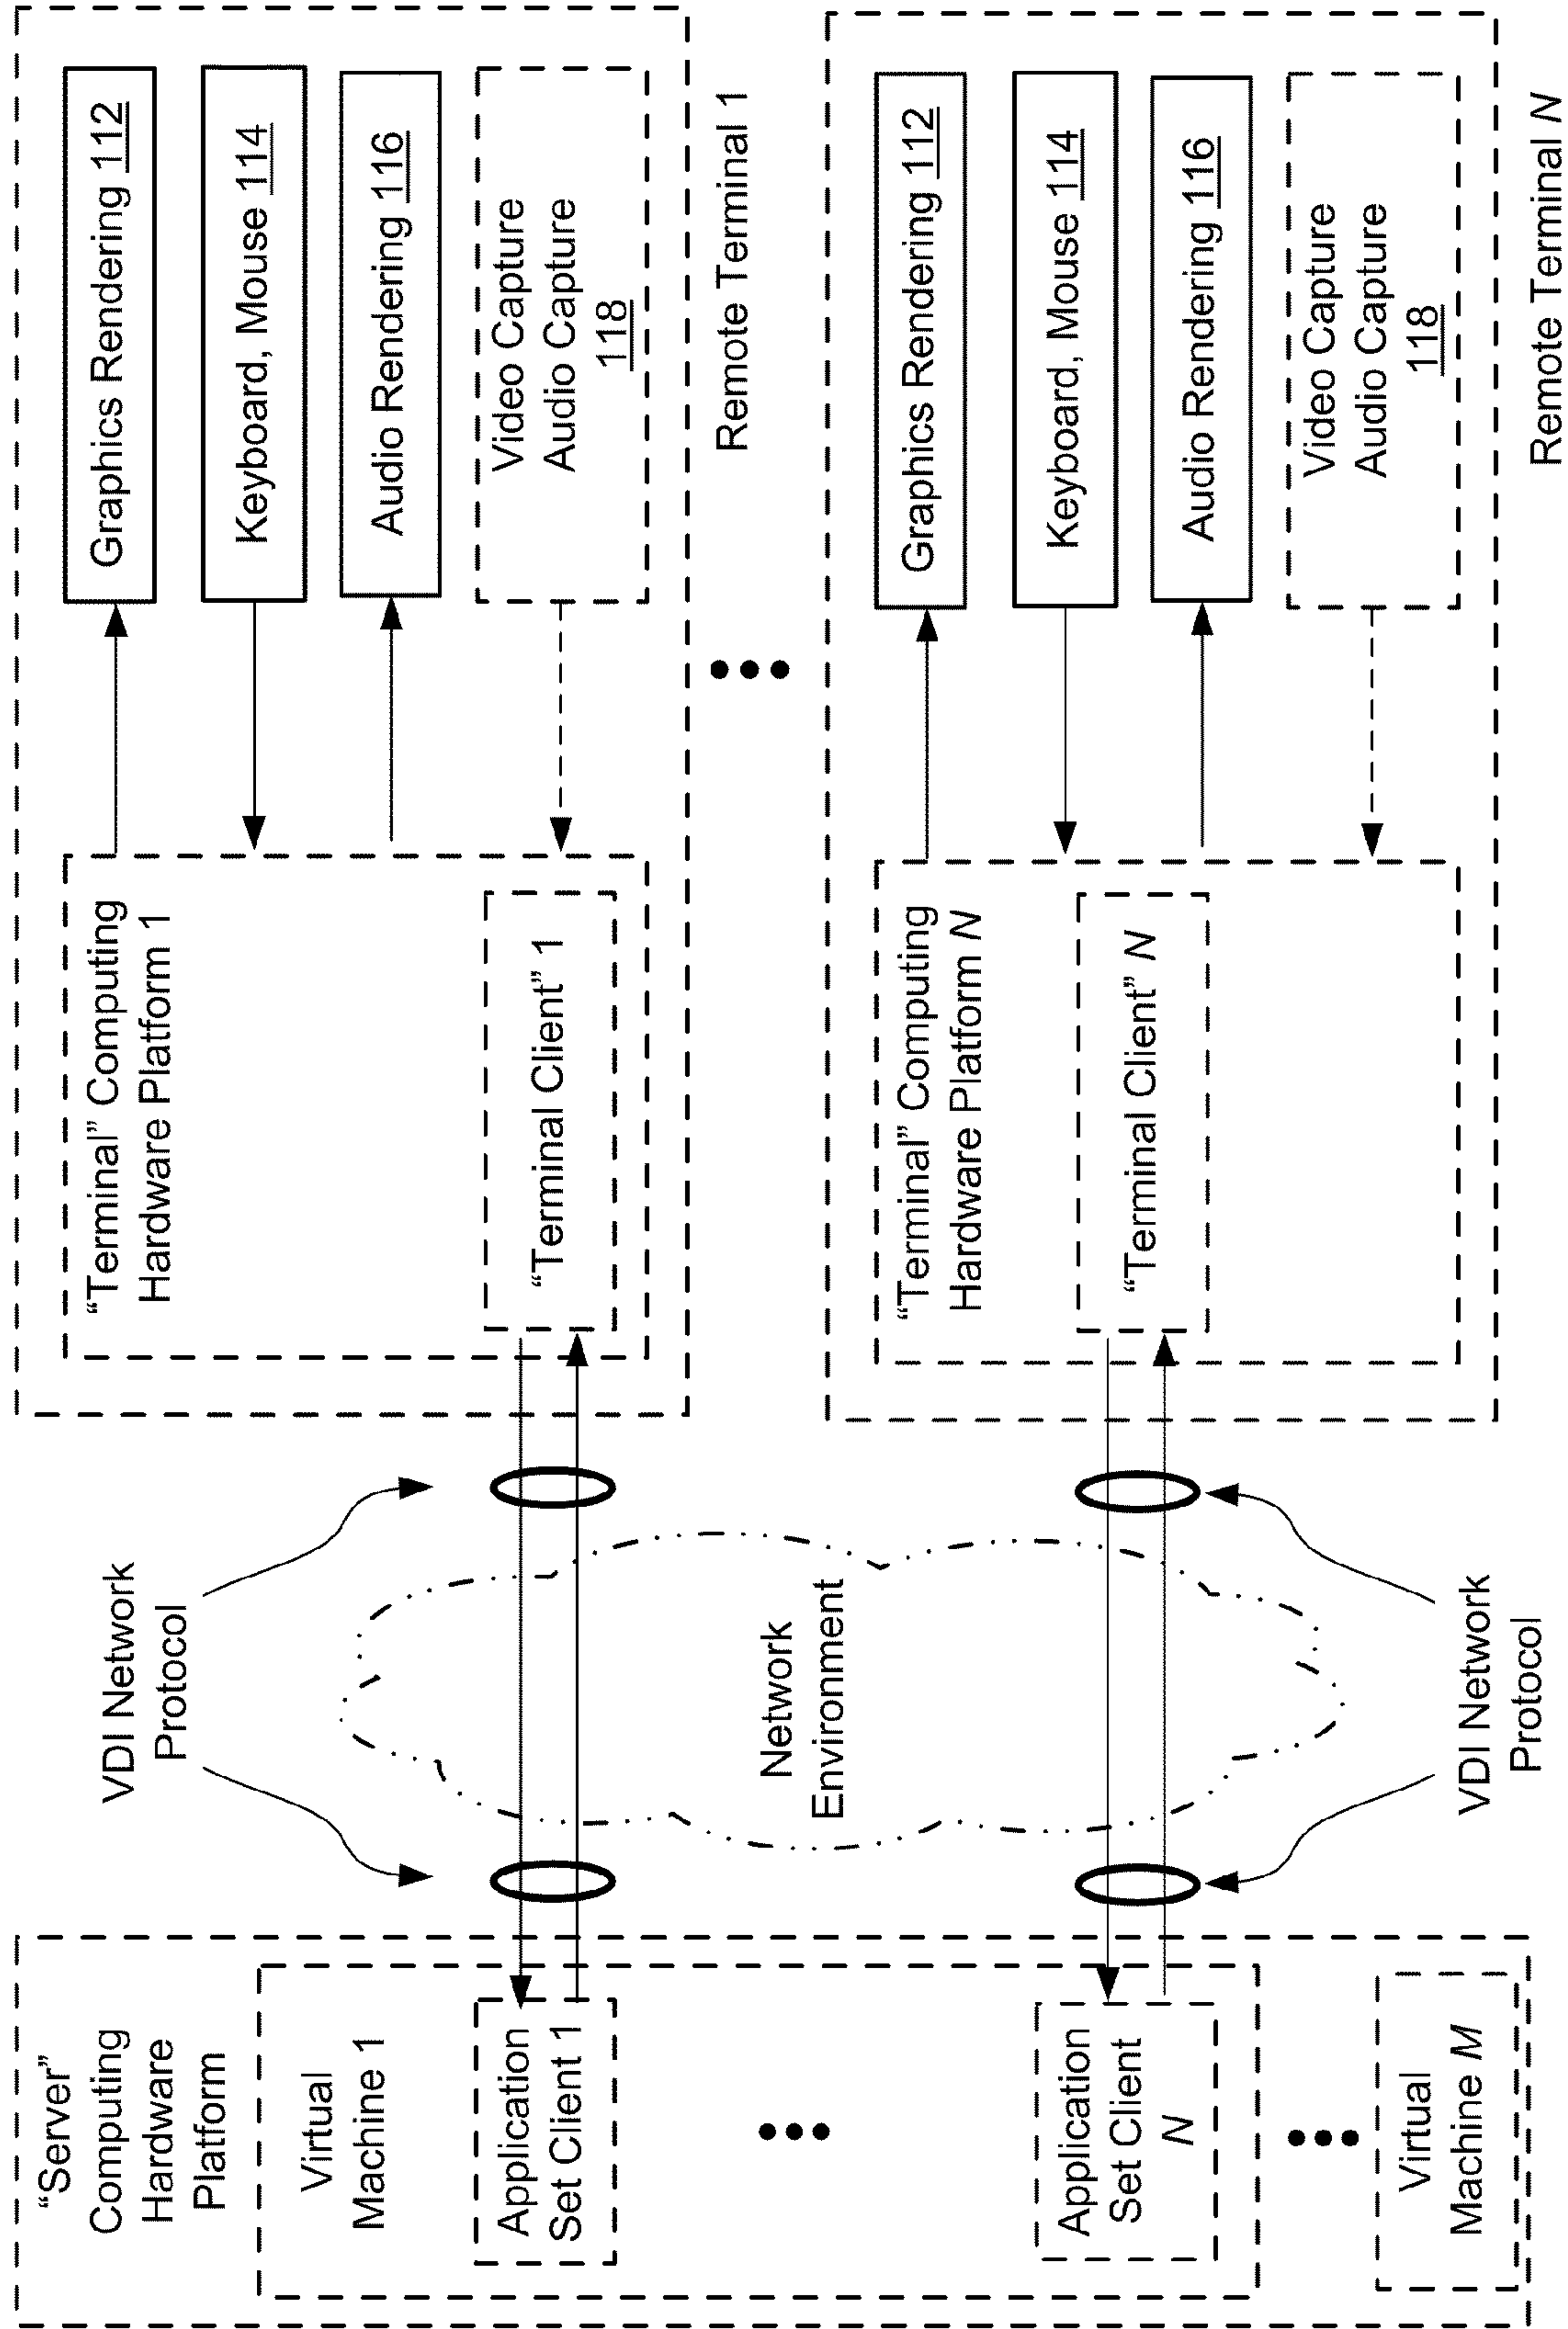 “Server”
Computing
Hardware
Platform
Virtual
Machine 1
Application
Set Client 1
Application
Set Client
N
Virtual
Machine M
VDI Network
Protocol
Network
Environment
VDI Network
Protocol
“Terminal” Computing
Hardware Platform 1
“Terminal Client” 1
Graphics Rendering 112
Keyboard, Mouse 114
Audio Rendering 116
Video Capture
Audio Capture
118
Remote Terminal 1
“Terminal” Computing
Hardware Platform N
“Terminal Client” N
Graphics Rendering 112
Keyboard, Mouse 114
Audio Rendering 116
Video Capture
Audio Capture
118
Remote Terminal N